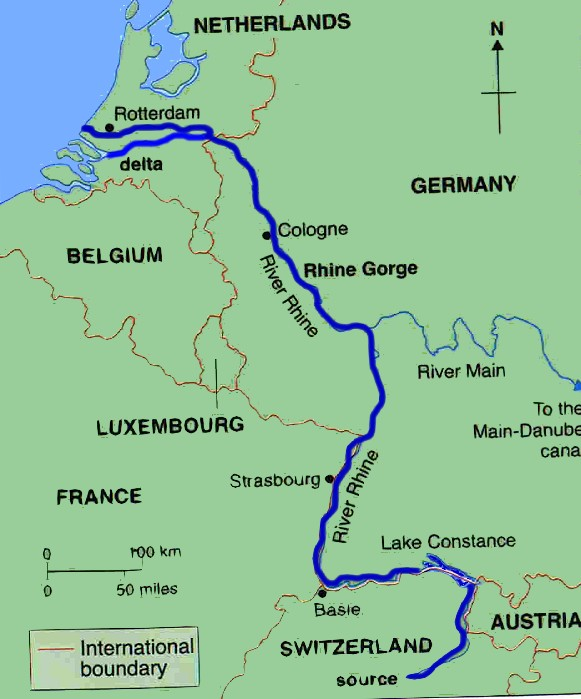 NETHERLANDS
N
Rotterdam
delta
GERMANY
Cologne
BELGIUM
Rhine Gorge
River Rhine
River Main
LUXEMBOURG
To the
Main-Danube
cana
Strasbourg
River Rhine
FRANCE
Lake Constance
0 100 km
0 50 miles
Basle
AUSTRIA
SWITZERLAND
source
International
boundary